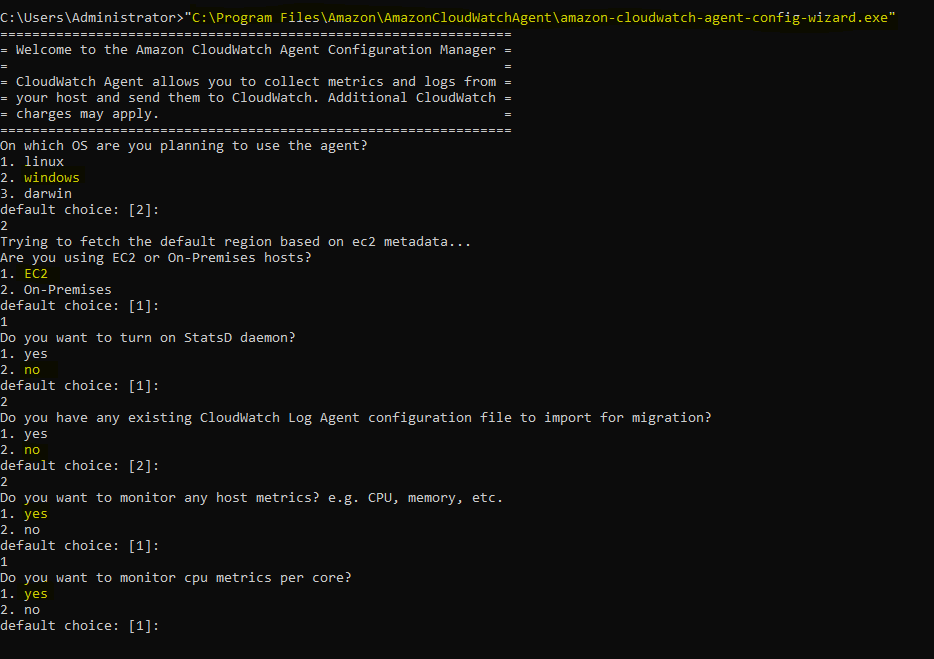 C:\Users\Administrator>"C:\Program Files\Amazon\AmazonCloudWatchAgent\amazon-cloudwatch-agent-config-wizard.exe"
================================================================
= Welcome to the Amazon CloudWatch Agent Configuration Manager =
=                                                              =
= CloudWatch Agent allows you to collect metrics and logs from =
= your host and send them to CloudWatch. Additional CloudWatch =
= charges may apply.                                           =
================================================================
On which OS are you planning to use the agent?
1. linux
2. windows
3. darwin
default choice: [2]:
2
Trying to fetch the default region based on ec2 metadata...
Are you using EC2 or On-Premises hosts?
1. EC2
2. On-Premises
default choice: [1]:
1
Do you want to turn on StatsD daemon?
1. yes
2. no
default choice: [1]:
2
Do you have any existing CloudWatch Log Agent configuration file to import for migration?
1. yes
2. no
default choice: [2]:
2
Do you want to monitor any host metrics? e.g. CPU, memory, etc.
1. yes
2. no
default choice: [1]:
1
Do you want to monitor cpu metrics per core?
1. yes
2. no
default choice: [1]: